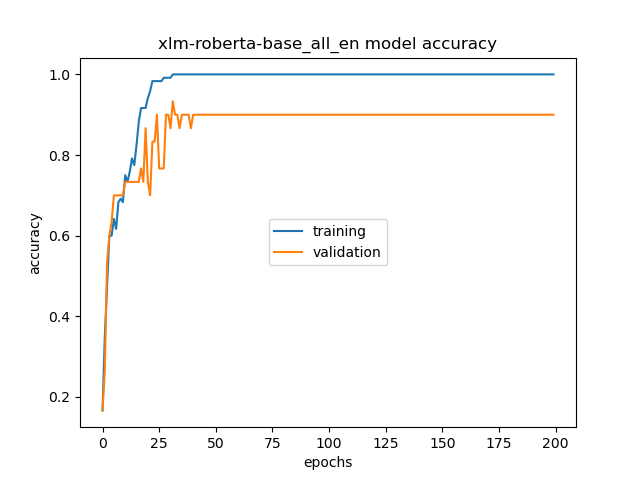 xlm-roberta-base_all_en model accuracy
1.0
0.8
0.6
0.4
0.2
accuracy
training
validation
0 25 50 75 100 125 150 175 200
epochs